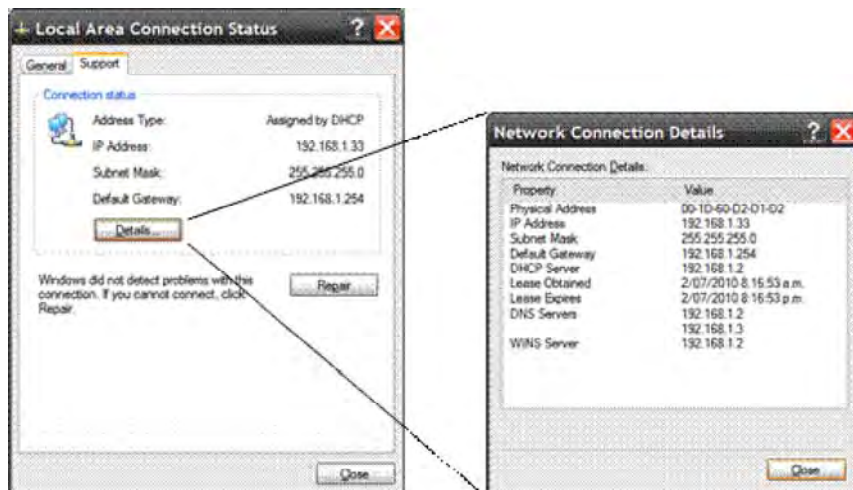 Local Area Connection Status
General Support
Connection status
Address Type: Assigned by DHCP
IP Address: 192.168.1.33
Subnet Mask: 255.255.255.0
Default Gateway: 192.168.1.254
Details...
Windows did not detect problems with this
connection. If you cannot connect, click
Repair.
Repair
Close
Network Connection Details
Network Connection Details:
Property Value
Physical Address 00-1D-60-D2-D1-D2
IP Address 192.168.1.33
Subnet Mask 255.255.255.0
Default Gateway 192.168.1.254
DHCP Server 192.168.1.2
Lease Obtained 2/07/2010 8:16:53 a.m.
Lease Expires 2/07/2010 8:16:53 p.m.
DNS Servers 192.168.1.2
192.168.1.3
WINS Server 192.168.1.2
Close